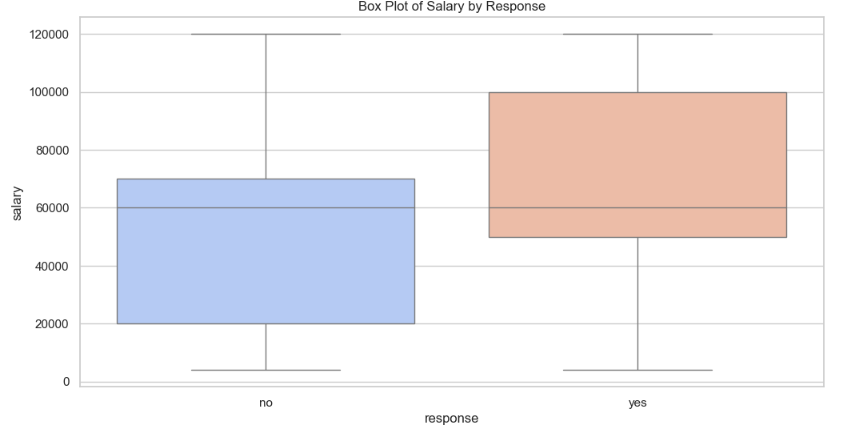 Box Plot of Salary by Response
120000
100000
80000
60000
40000
20000
0
salary
no
yes
response